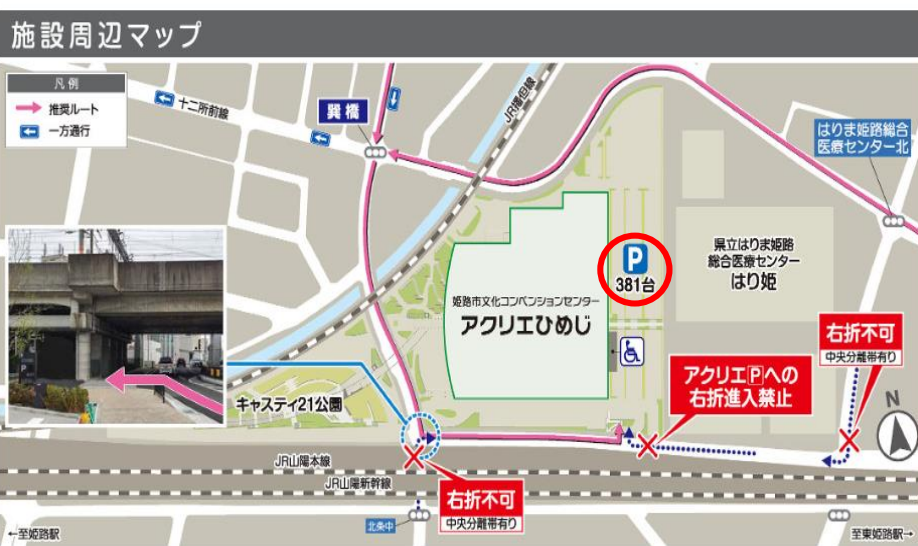 施設周辺マップ
凡例
推奨ルート
一方通行
十二所前線
巽橋
JR播但線
はりま姫路総合
医療センター北
P
381台
県立はりま姫路
総合医療センター
はり姫
姫路市文化コンベンションセンター
アクリエひめじ
右折不可
中央分離帯有り
アクリエPへの
右折進入禁止
N
キャスティ21公園
JR山陽本線
JR山陽新幹線
右折不可
中央分離帯有り
北条中
←至姫路駅
至東姫路駅→